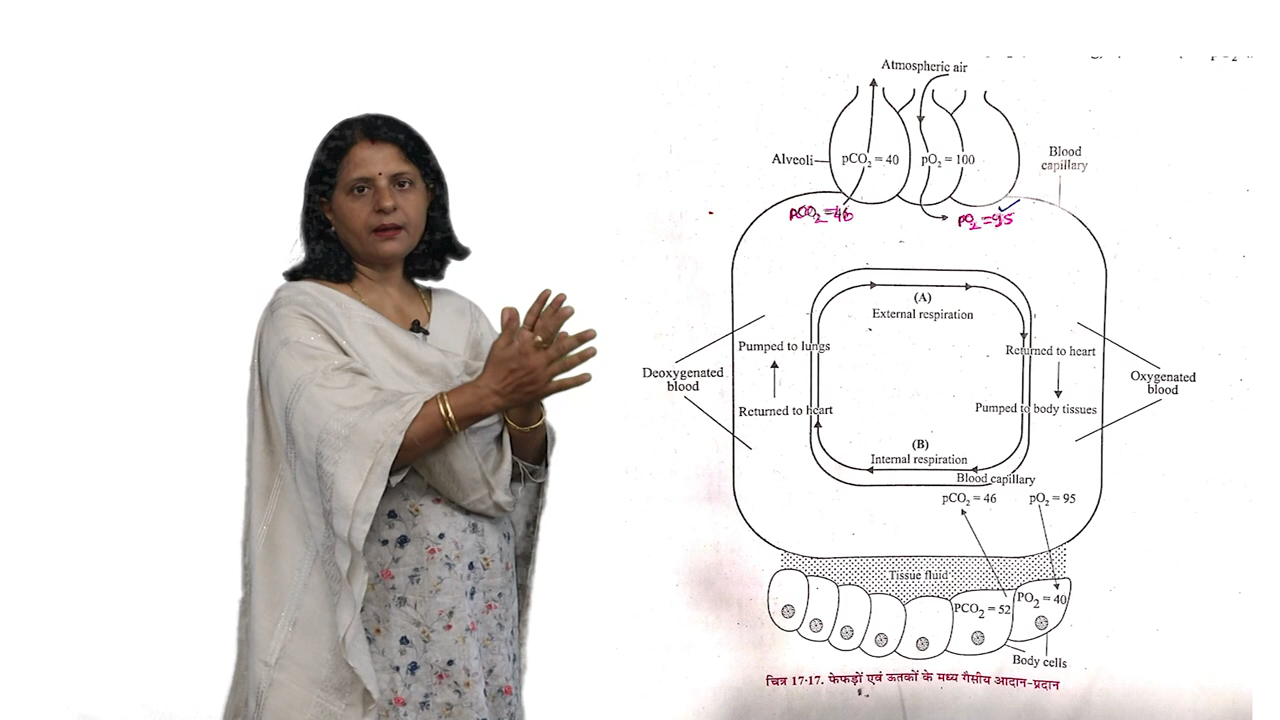 Atmospheric air
Alveoli
pCO₂ = 40
pO₂ = 100
Blood
capillary
pCO₂ = 46
pO₂ = 95
(A)
External respiration
Pumped to lungs
Returned to heart
Deoxygenated
blood
Returned to heart
Pumped to body tissues
Oxygenated
blood
(B)
Internal respiration
Blood capillary
pCO₂ = 46
pO₂ = 95
Tissue fluid
PCO₂ = 52
PO₂ = 40
Body cells
चित्र 17·17. फेफड़ों एवं ऊतकों के मध्य गैसीय आदान-प्रदान